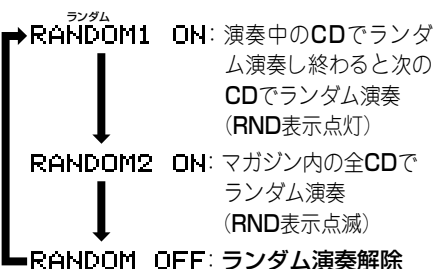 ランダム
RANDOM1 ON: 演奏中のCDでランダ
ム演奏し終わると次の
CDでランダム演奏
(RND表示点灯)
RANDOM2 ON: マガジン内の全CDで
ランダム演奏
(RND表示点滅)
RANDOM OFF: ランダム演奏解除